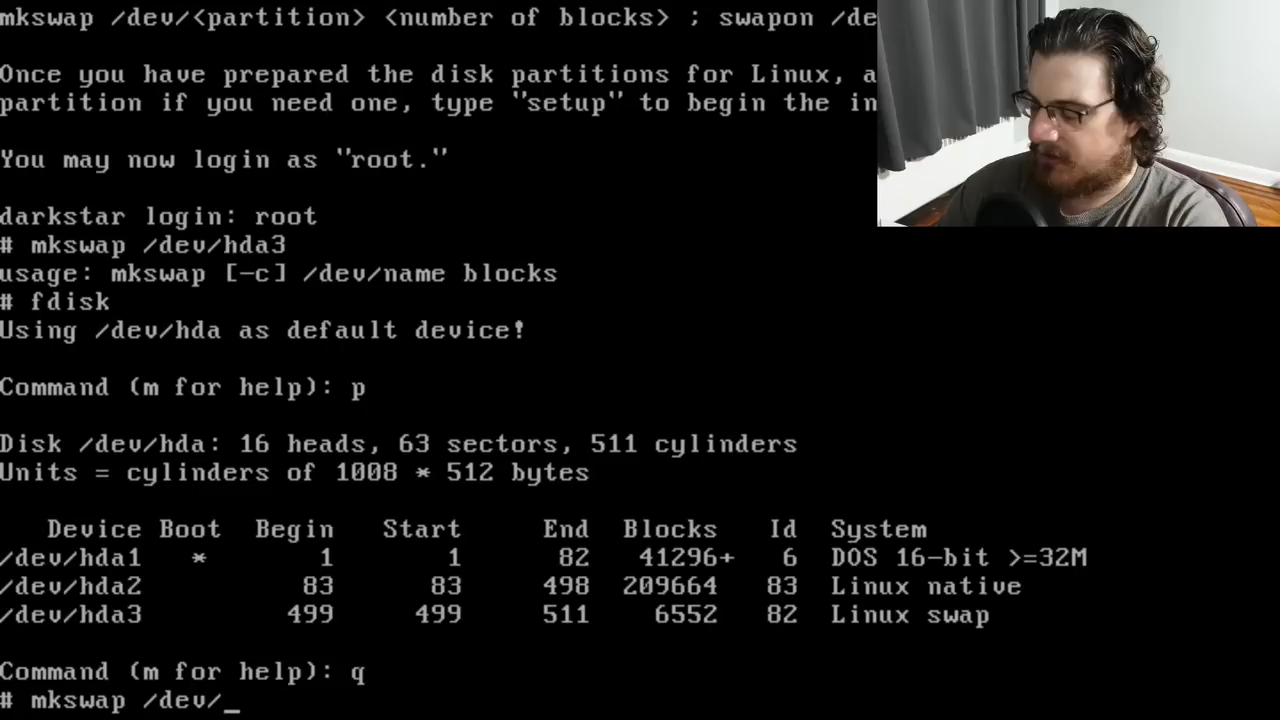 mkswap /dev/<partition> <number of blocks> ; swapon /de
Once you have prepared the disk partitions for Linux, a
partition if you need one, type "setup" to begin the in
You may now login as "root."
darkstar login: root
# mkswap /dev/hda3
usage: mkswap [-c] /dev/name blocks
# fdisk
Using /dev/hda as default device!
Command (m for help): p
Disk /dev/hda: 16 heads, 63 sectors, 511 cylinders
Units = cylinders of 1008 * 512 bytes
Device Boot Begin Start End Blocks Id System
/dev/hda1 * 1 1 82 41296+ 6 DOS 16-bit >=32M
/dev/hda2 83 83 498 209664 83 Linux native
/dev/hda3 499 499 511 6552 82 Linux swap
Command (m for help): q
# mkswap /dev/_